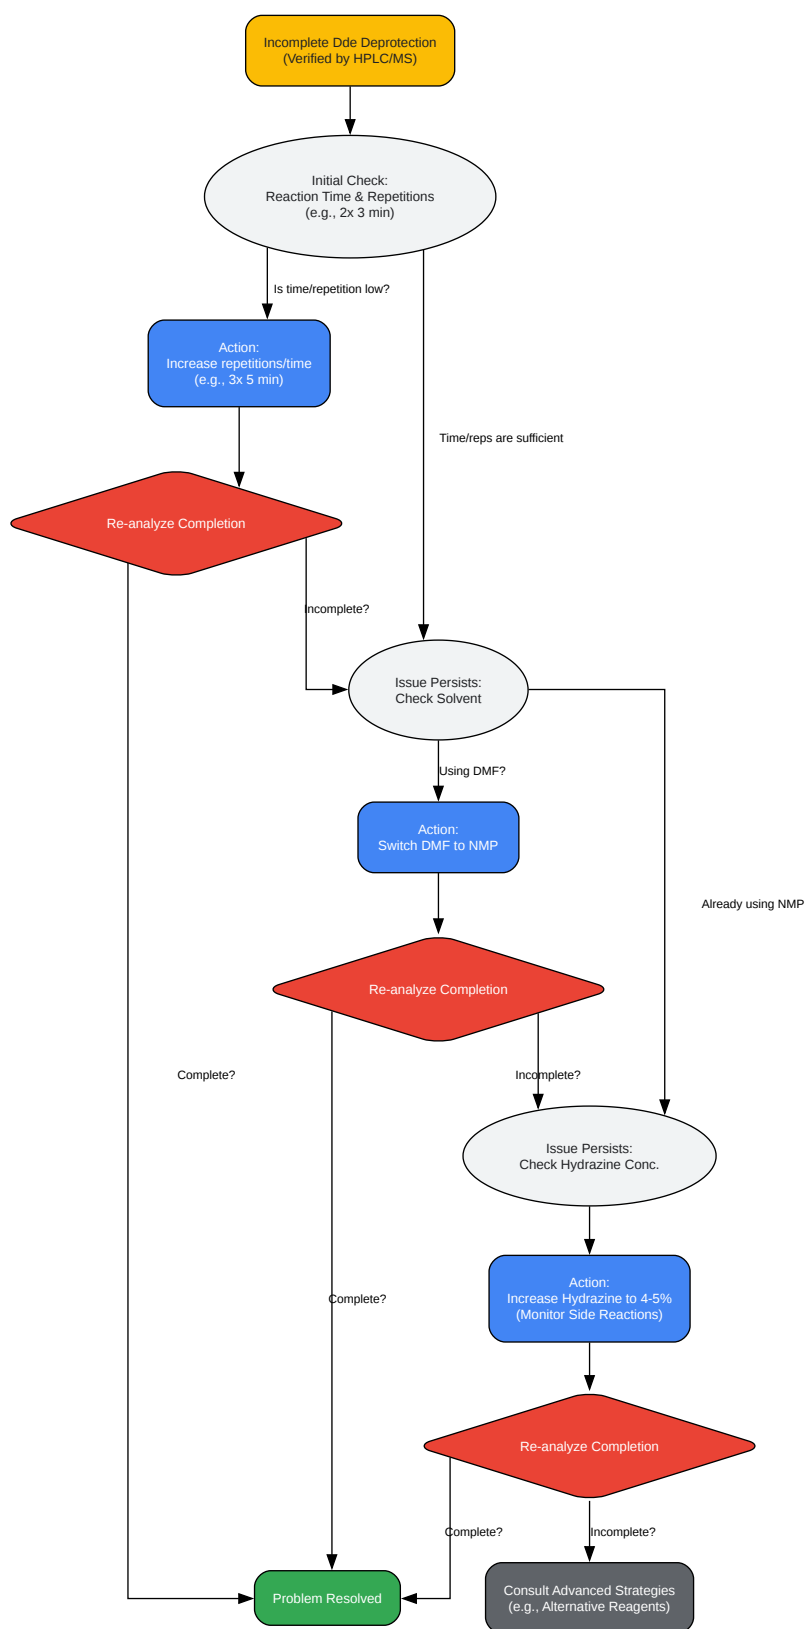 Incomplete Dde Deprotection
(Verified by HPLC/MS)
Initial Check:
Reaction Time & Repetitions
(e.g., 2x 3 min)
Is time/repetition low?
Action:
Increase repetitions/time
(e.g., 3x 5 min)
Time/reps are sufficient
Re-analyze Completion
Incomplete?
Issue Persists:
Check Solvent
Using DMF?
Action:
Switch DMF to NMP
Already using NMP
Re-analyze Completion
Complete?
Incomplete?
Issue Persists:
Check Hydrazine Conc.
Action:
Increase Hydrazine to 4-5%
(Monitor Side Reactions)
Complete?
Re-analyze Completion
Complete?
Incomplete?
Problem Resolved
Consult Advanced Strategies
(e.g., Alternative Reagents)